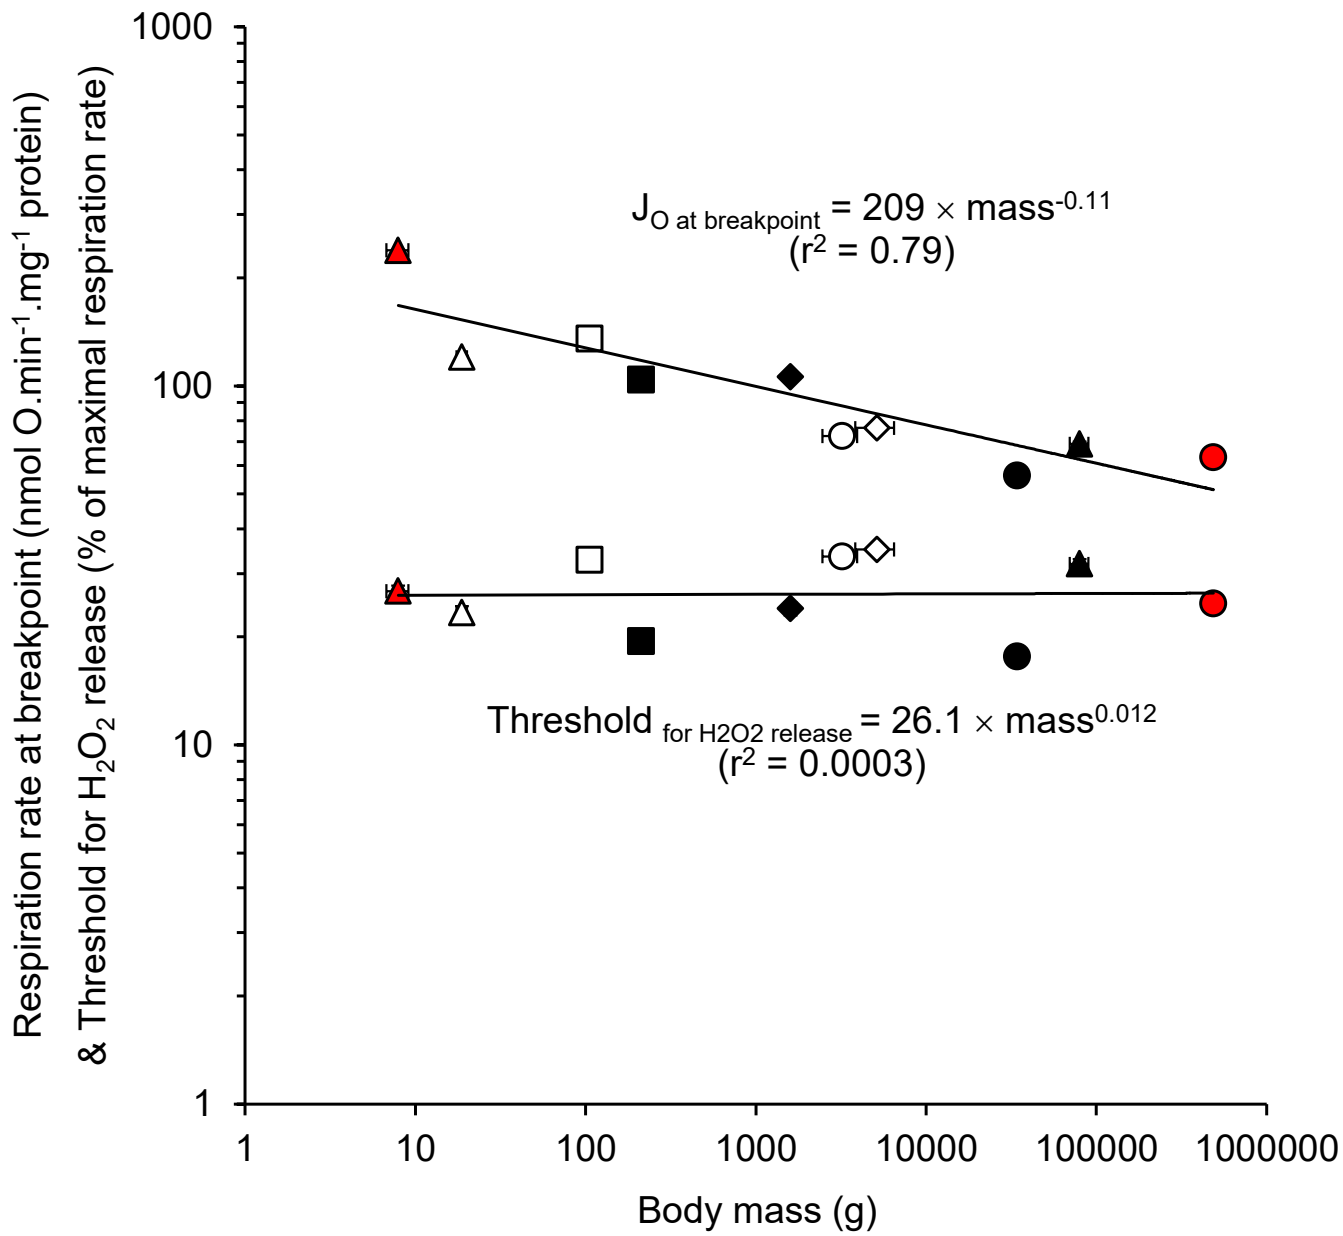 Respiration rate at breakpoint (nmol O.min-1.mg-1 protein)
& Threshold for H2O2 release (% of maximal respiration rate)
1000
100
10
1
JO at breakpoint = 209 × mass-0.11
(r2 = 0.79)
Threshold for H2O2 release = 26.1 × mass0.012
(r2 = 0.0003)
1 10 100 1000 10000 100000 1000000
Body mass (g)